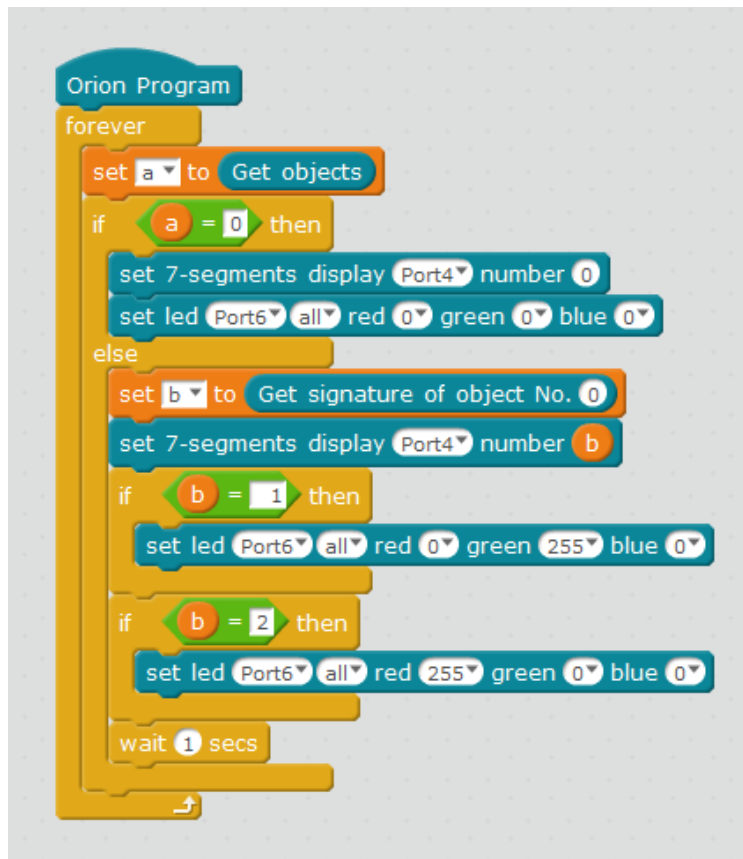 Orion Program
forever
set a to Get objects
if a = 0 then
set 7-segments display Port4 number 0
set led Port6 all red 0 green 0 blue 0
else
set b to Get signature of object No. 0
set 7-segments display Port4 number b
if b = 1 then
set led Port6 all red 0 green 255 blue 0
if b = 2 then
set led Port6 all red 255 green 0 blue 0
wait 1 secs